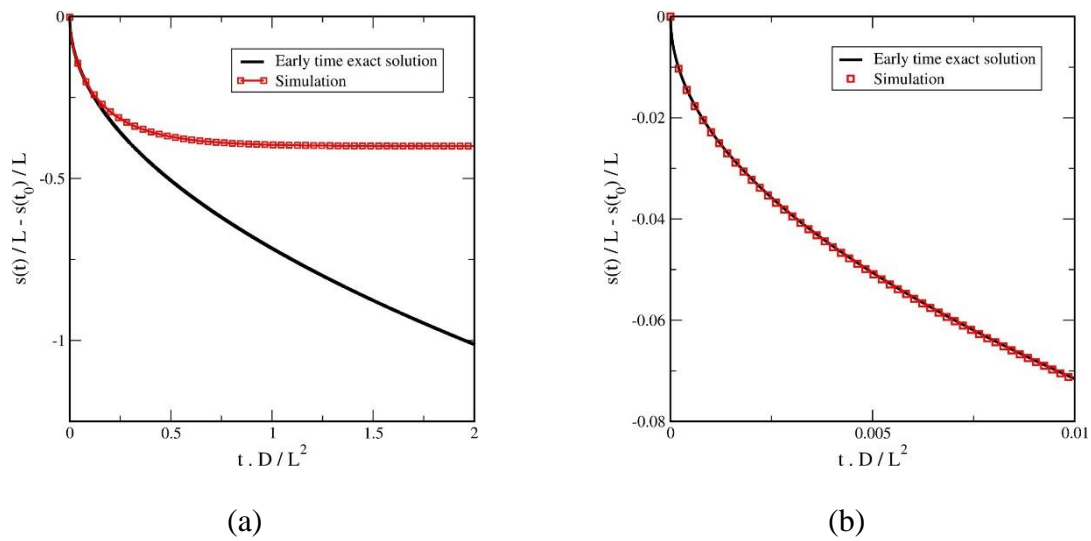 0
-0.5
-1
0
0.5
1
1.5
2
s(t) / L - s(t₀) / L
t . D / L²
Early time exact solution
Simulation
(a)
0
-0.02
-0.04
-0.06
-0.08
0
0.005
0.01
s(t) / L - s(t₀) / L
t . D / L²
Early time exact solution
Simulation
(b)